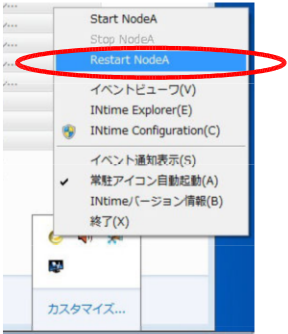 Start NodeA
Stop NodeA
Restart NodeA
イベントビューワ(V)
INtime Explorer(E)
INtime Configuration(C)
イベント通知表示(S)
常駐アイコン自動起動(A)
INtimeバージョン情報(B)
終了(X)
カスタマイズ...